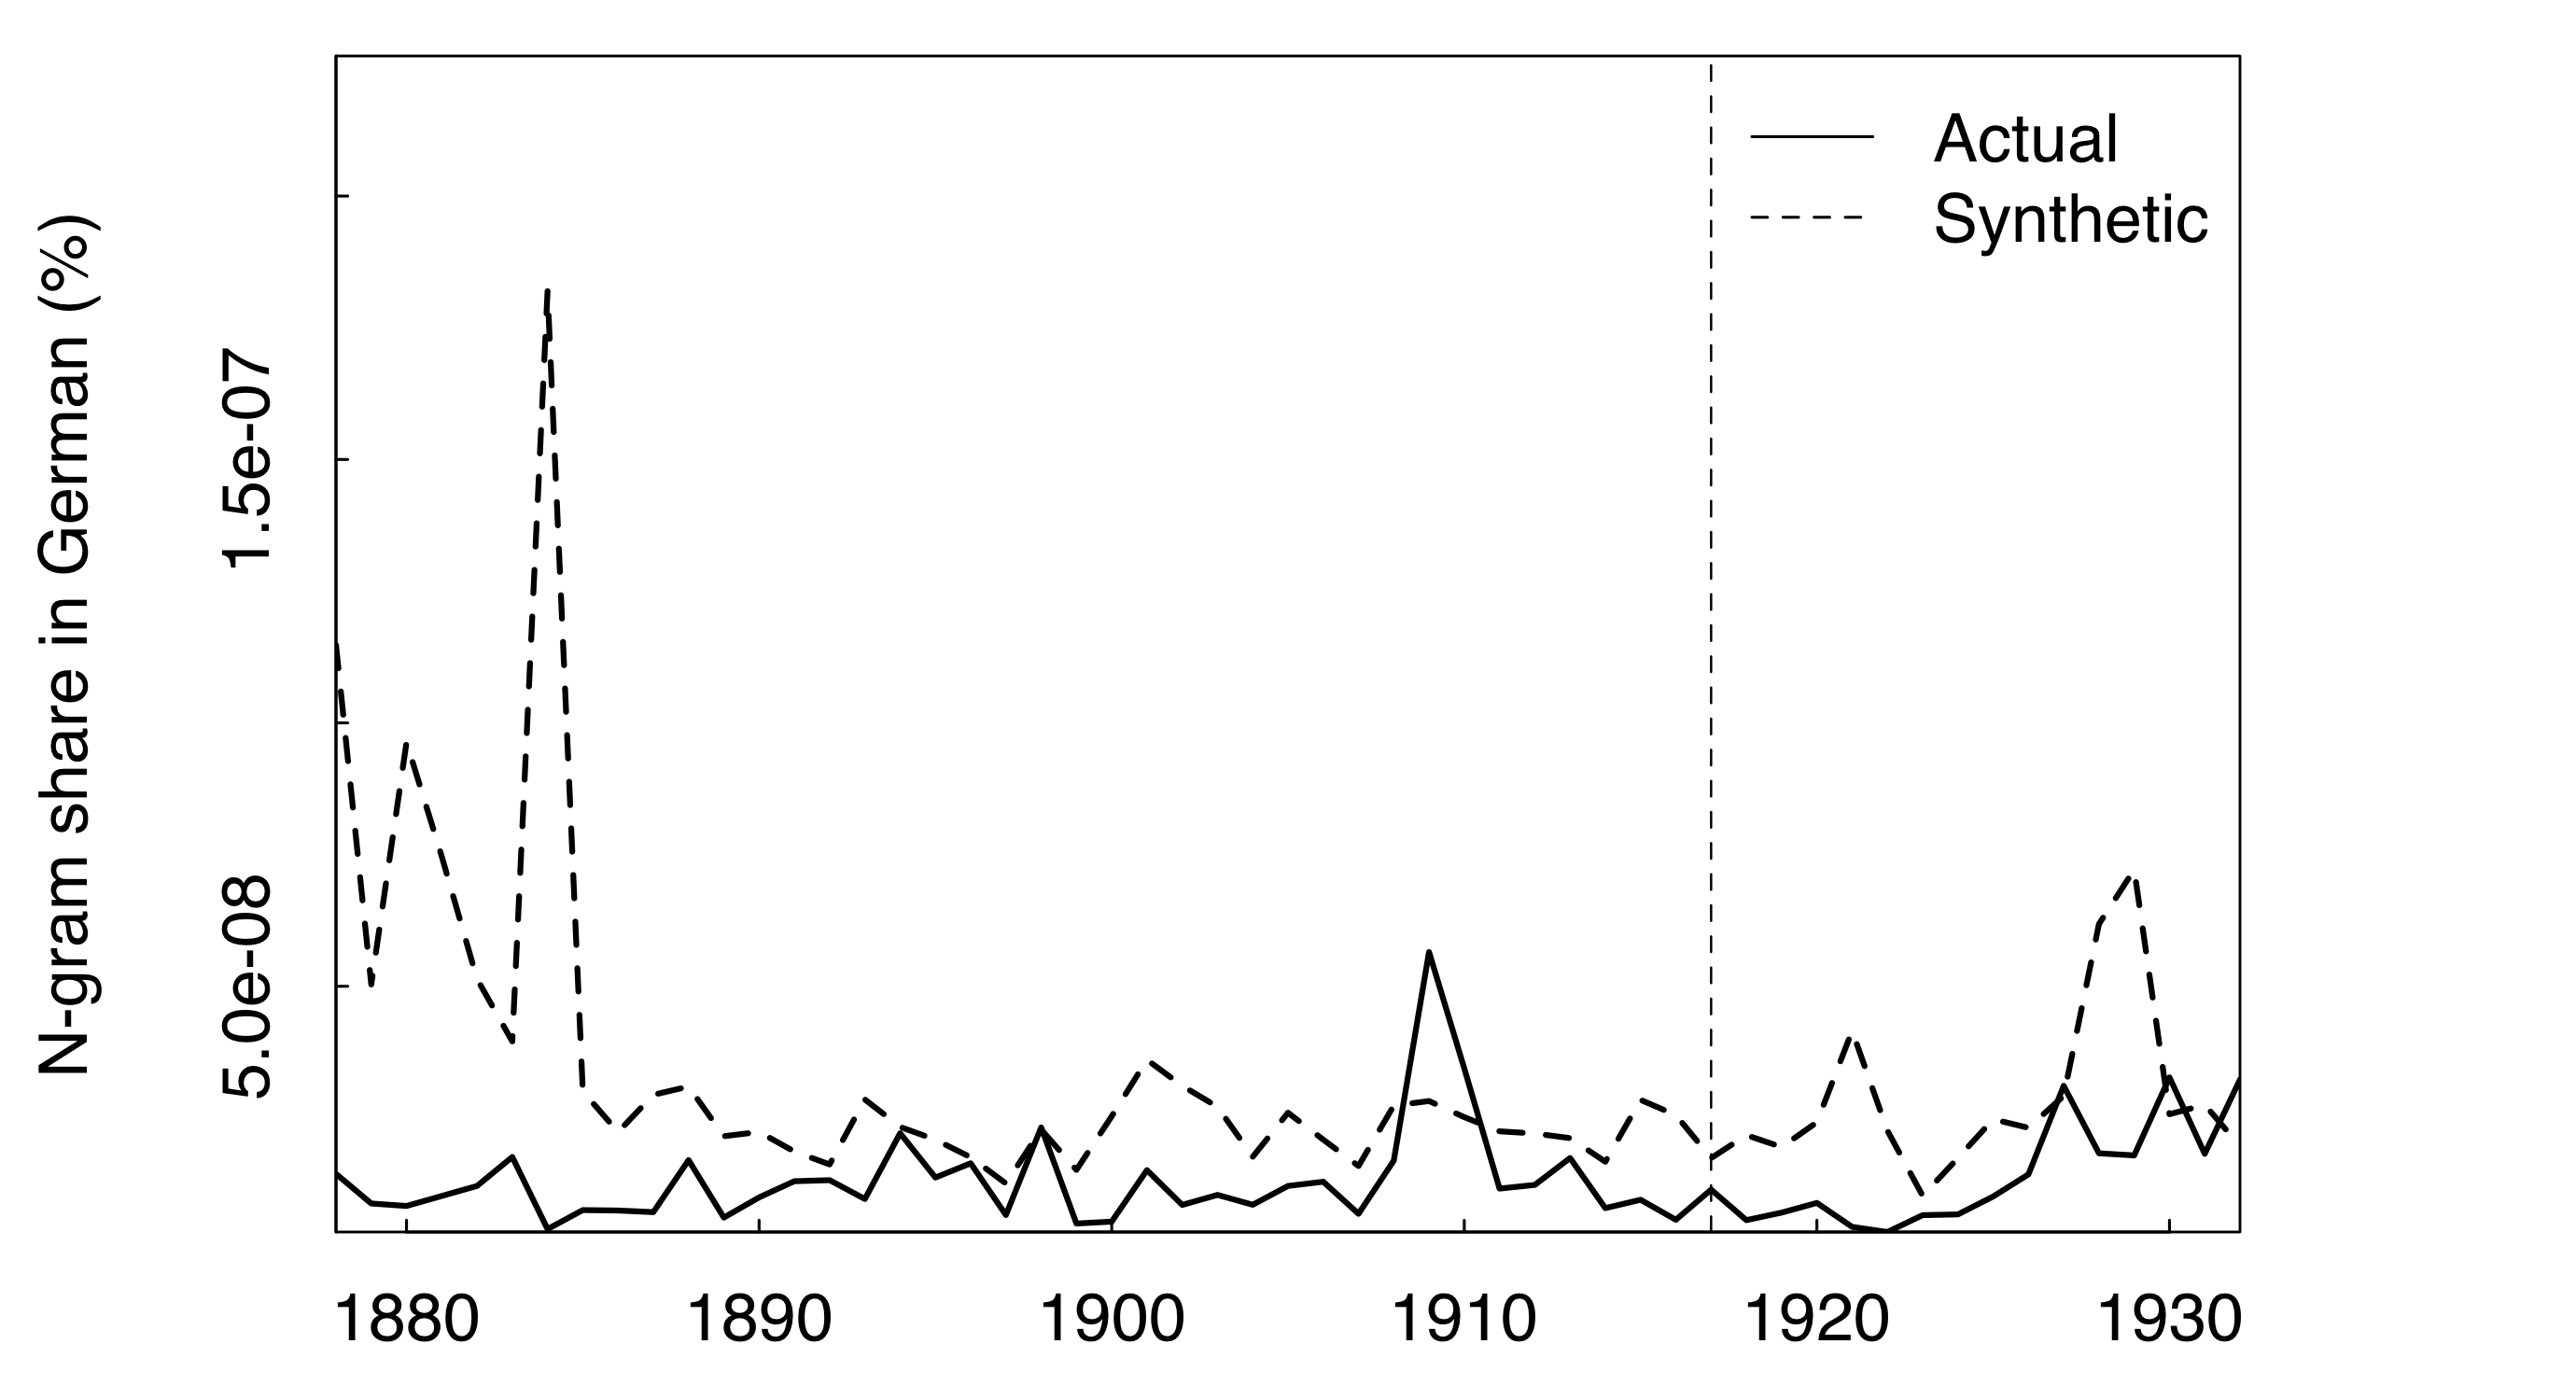 N-gram share in German (%)
1.5e-07
5.0e-08
Actual
Synthetic
1880 1890 1900 1910 1920 1930